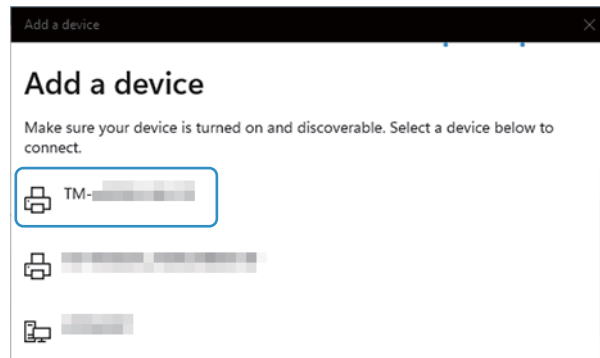 Add a device
Add a device
Make sure your device is turned on and discoverable. Select a device below to
connect.
TM-